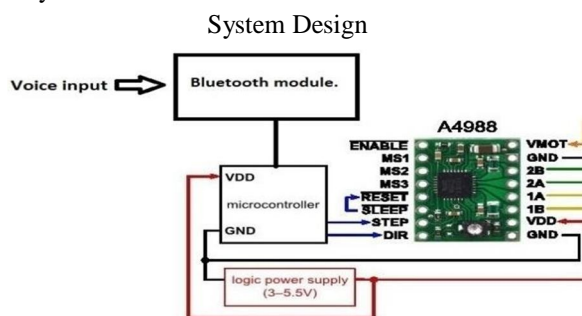 System Design
Voice input
Bluetooth module.
A4988
VDD
microcontroller
GND
ENABLE
MS1
MS2
MS3
RESET
SLEEP
STEP
DIR
VMOT
GND
2B
2A
1A
1B
VDD
GND
logic power supply
(3–5.5V)